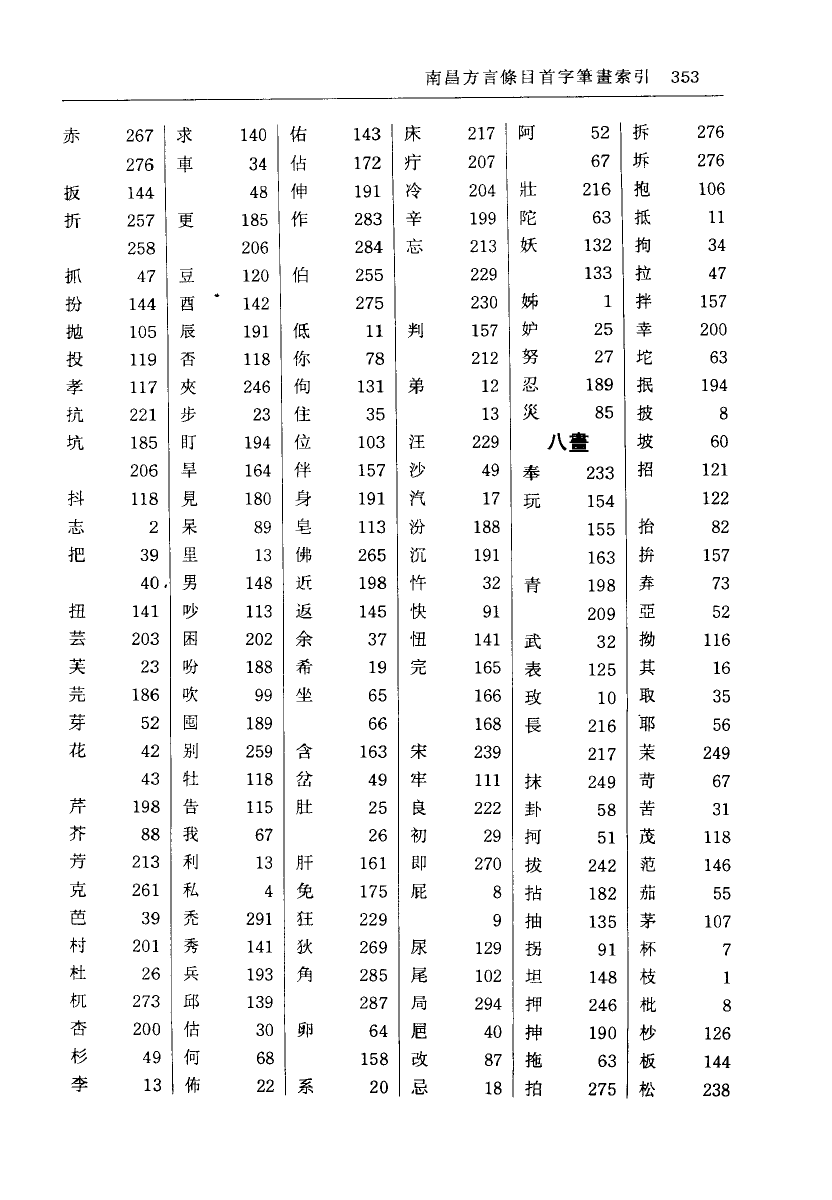 南昌方言條目首字筆畫索引 353
赤 267
276
扳 144
折 257
258
抓 47
扮 144
拋 105
投 119
孝 117
抗 221
坑 185
206
抖 118
志 2
把 39
40
扭 141
芸 203
芙 23
芫 186
芽 52
花 42
43
芹 198
芥 88
芳 213
克 261
芭 39
村 201
杜 26
杌 273
杏 200
杉 49
李 13
求 140
車 34
48
更 185
206
豆 120
酉 142
辰 191
否 118
夾 246
步 23
盯 194
旱 164
見 180
呆 89
里 13
男 148
吵 113
困 202
吩 188
吹 99
囤 189
別 259
牡 118
告 115
我 67
利 13
私 4
禿 291
秀 141
兵 193
邱 139
估 30
何 68
佈 22
佑 143
佔 172
伸 191
作 283
284
伯 255
275
低 11
你 78
佝 131
住 35
位 103
伴 157
身 191
皂 113
佛 265
近 198
返 145
余 37
希 19
坐 65
66
含 163
岔 49
肚 25
26
肝 161
免 175
狂 229
狄 269
角 285
287
卵 64
158
系 20
床 217
疔 207
冷 204
辛 199
忘 213
229
230
判 157
212
弟 12
13
汪 229
沙 49
汽 17
汾 188
沉 191
忤 32
快 91
忸 141
完 165
166
168
宋 239
牢 111
良 222
初 29
即 270
屁 8
9
尿 129
尾 102
局 294
40
改 87
忌 18
阿 52
67
壯 216
陀 63
妖 132
133
姊 1
妒 25
努 27
忍 189
災 85
八畫
奉 233
玩 154
155
163
青 198
209
武 32
表 125
玫 10
長 216
217
抹 249
卦 58
抲 51
拔 242
拈 182
抽 135
拐 91
坦 148
押 246
抻 190
拖 63
拍 275
拆 276
坼 276
抱 106
抵 11
拘 34
拉 47
拌 157
幸 200
坨 63
抿 194
披 8
坡 60
招 121
122
抬 82
拚 157
奔 73
亞 52
拗 116
其 16
取 35
耶 56
茉 249
苛 67
苦 31
茂 118
范 146
茄 55
茅 107
杯 7
枝 1
枇 8
杪 126
板 144
松 238